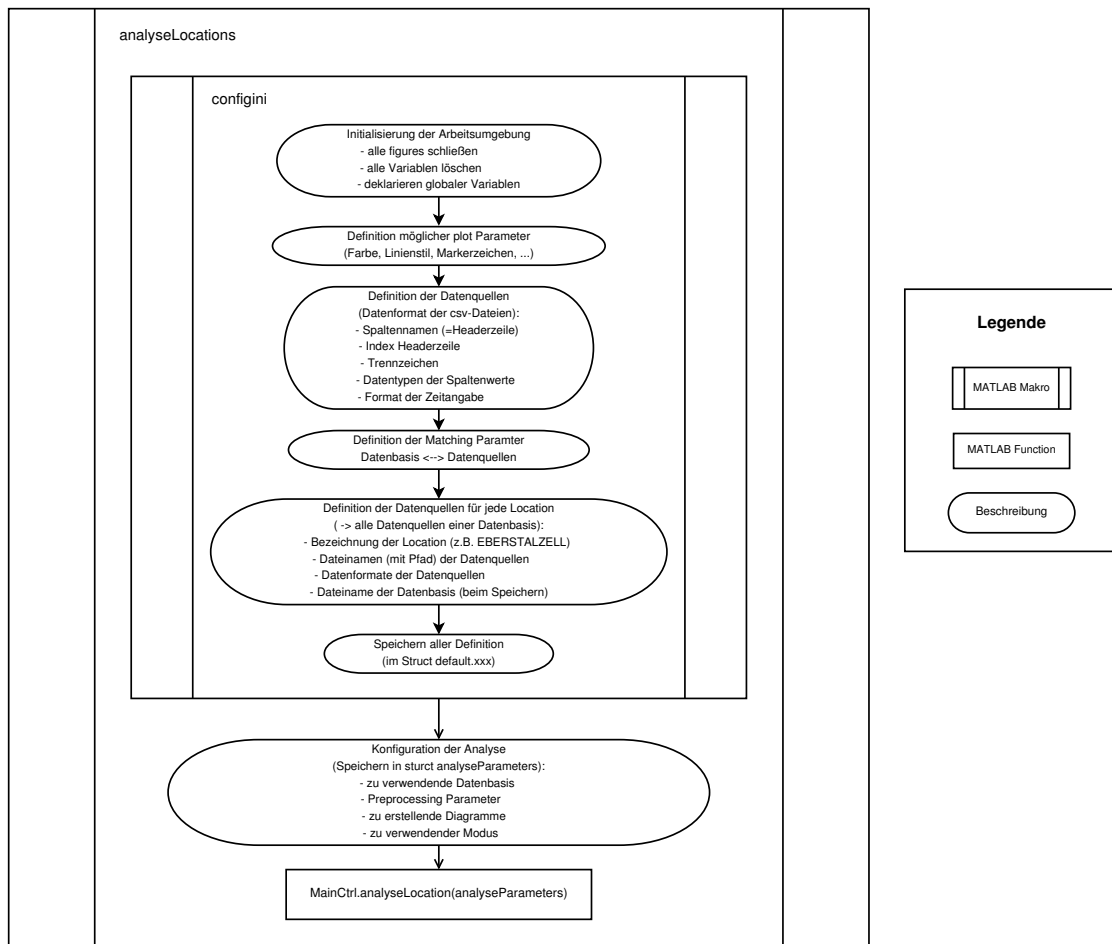 analyseLocations
configini
Initialisierung der Arbeitsumgebung
- alle figures schließen
- alle Variablen löschen
- deklarieren globaler Variablen
Definition möglicher plot Parameter
(Farbe, Linienstil, Markerzeichen, ...)
Definition der Datenquellen
(Datenformat der csv-Dateien):
- Spaltennamen (=Headerzeile)
- Index Headerzeile
- Trennzeichen
- Datentypen der Spaltenwerte
- Format der Zeitangabe
Definition der Matching Paramter
Datenbasis <--> Datenquellen
Definition der Datenquellen für jede Location
( -> alle Datenquellen einer Datenbasis):
- Bezeichnung der Location (z.B. EBERSTALZELL)
- Dateinamen (mit Pfad) der Datenquellen
- Datenformate der Datenquellen
- Dateiname der Datenbasis (beim Speichern)
Speichern aller Definition
(im Struct default.xxx)
Konfiguration der Analyse
(Speichern in sturct analyseParameters):
- zu verwendende Datenbasis
- Preprocessing Parameter
- zu erstellende Diagramme
- zu verwendender Modus
MainCtrl.analyseLocation(analyseParameters)
Legende
MATLAB Makro
MATLAB Function
Beschreibung